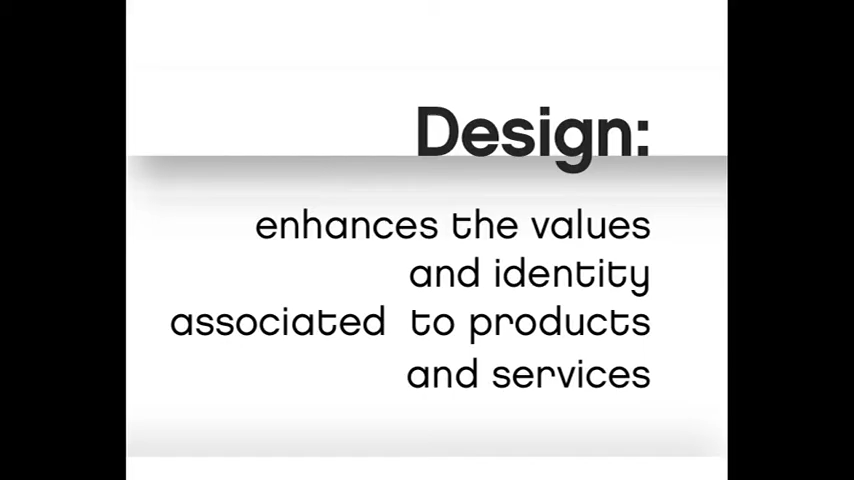 Design:
enhances the values
and identity
associated to products
and services